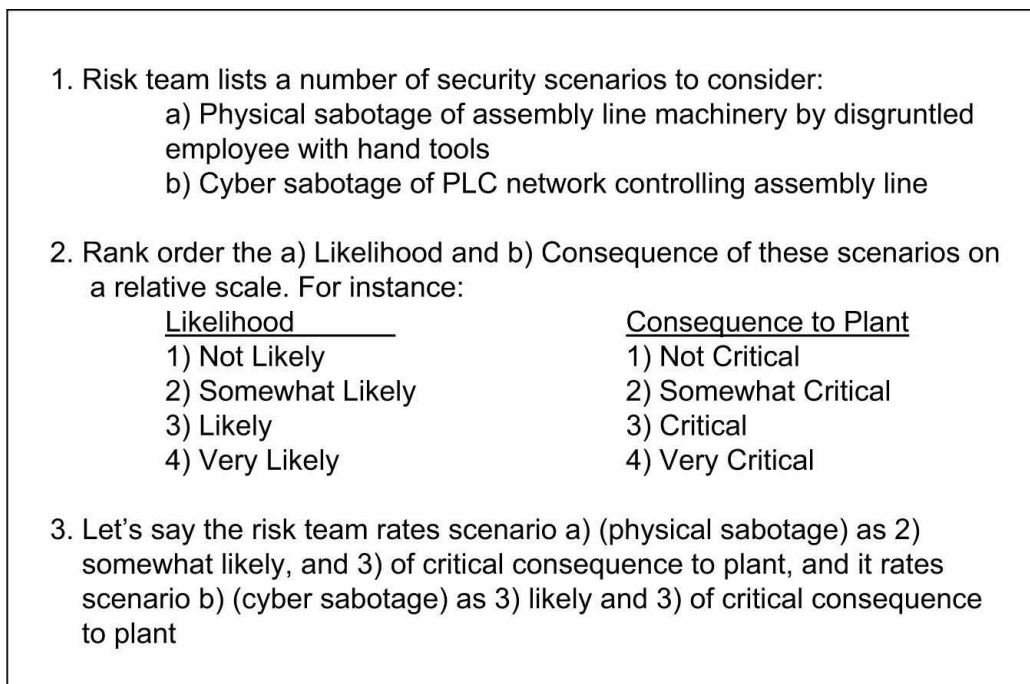 1. Risk team lists a number of security scenarios to consider:
a) Physical sabotage of assembly line machinery by disgruntled
employee with hand tools
b) Cyber sabotage of PLC network controlling assembly line
2. Rank order the a) Likelihood and b) Consequence of these scenarios on
a relative scale. For instance:
Likelihood Consequence to Plant
1) Not Likely 1) Not Critical
2) Somewhat Likely 2) Somewhat Critical
3) Likely 3) Critical
4) Very Likely 4) Very Critical
3. Let’s say the risk team rates scenario a) (physical sabotage) as 2)
somewhat likely, and 3) of critical consequence to plant, and it rates
scenario b) (cyber sabotage) as 3) likely and 3) of critical consequence
to plant